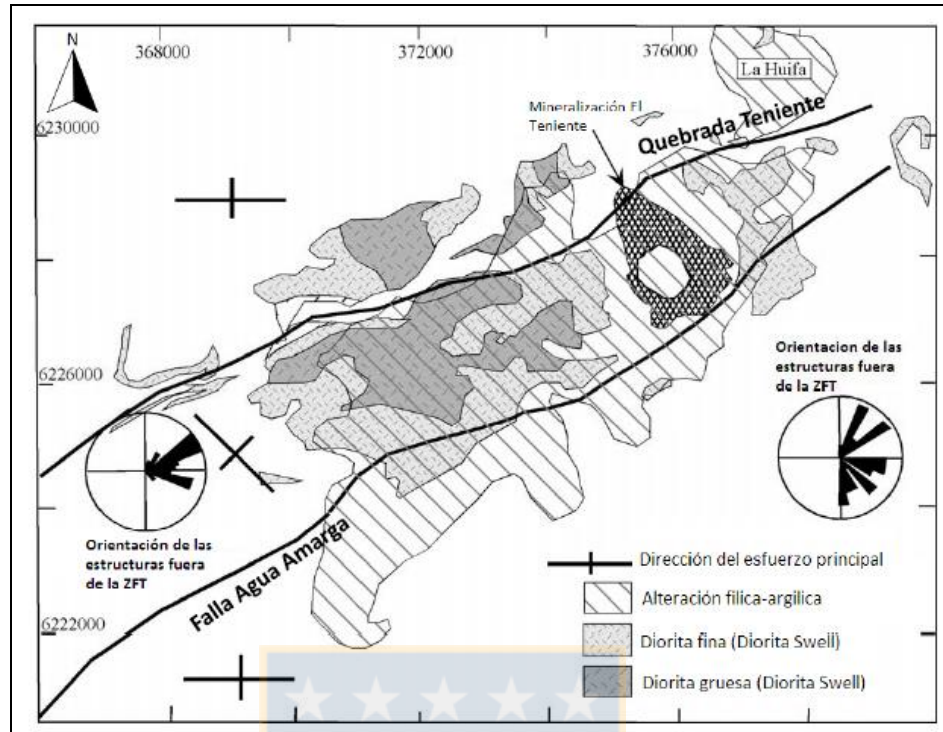 N
368000
372000
376000
La Huifa
6230000
Mineralización El
Teniente
Quebrada Teniente
6226000
Orientacion de las
estructuras fuera
de la ZFT
Orientación de las
estructuras fuera
de la ZFT
Falla Agua Amarga
6222000
Dirección del esfuerzo principal
Alteración filica-argilica
Diorita fina (Diorita Swell)
Diorita gruesa (Diorita Swell)